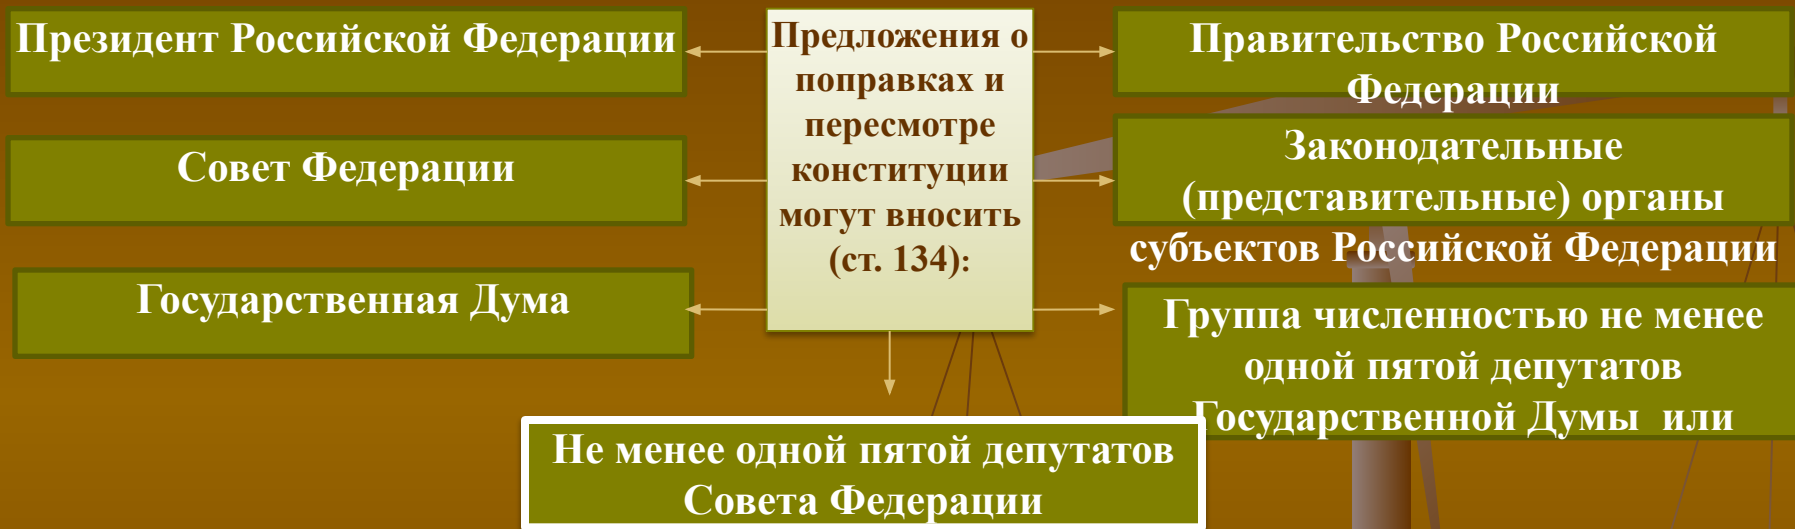 Президент Российской Федерации
Совет Федерации
Государственная Дума
Предложения о
поправках и
пересмотре
конституции
могут вносить
(ст. 134):
Правительство Российской
Федерации
Законодательные
(представительные) органы
субъектов Российской Федерации
Группа численностью не менее
одной пятой депутатов
Государственной Думы или
Не менее одной пятой депутатов
Совета Федерации